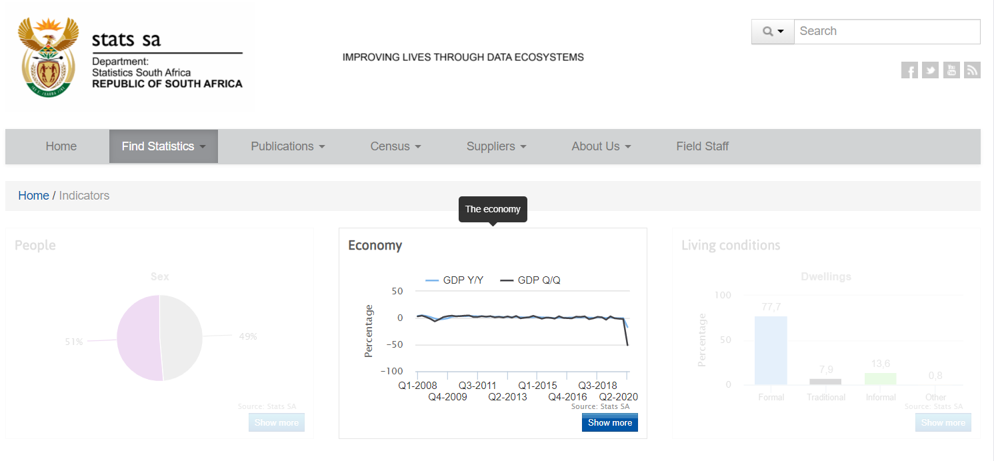 stats sa
Department:
Statistics South Africa
REPUBLIC OF SOUTH AFRICA
IMPROVING LIVES THROUGH DATA ECOSYSTEMS
Search
Home
Find Statistics
Publications
Census
Suppliers
About Us
Field Staff
Home / Indicators
The economy
People
Sex
51%
49%
Source: Stats SA
Show more
Economy
GDP Y/Y GDP Q/Q
Percentage
50
0
−50
−100
Q1-2008 Q3-2011 Q1-2015 Q3-2018
Q4-2009 Q2-2013 Q4-2016 Q2-2020
Source: Stats SA
Show more
Living conditions
Dwellings
Percentage
100
50
0
77,7
7,9
13,6
0,8
Formal Traditional Informal Other
Source: Stats SA
Show more